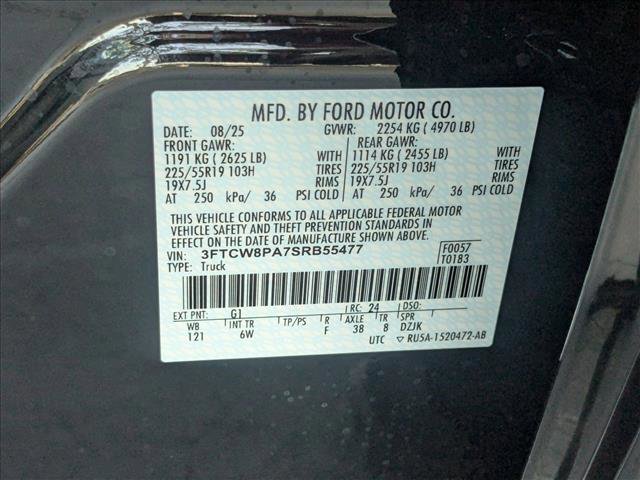 MFD. BY FORD MOTOR CO.
DATE: 08/25 GVWR: 2254 KG ( 4970 LB)
FRONT GAWR: REAR GAWR:
1191 KG ( 2625 LB) WITH 1114 KG ( 2455 LB) WITH
225/55R19 103H TIRES 225/55R19 103H TIRES
19X7.5J RIMS 19X7.5J RIMS
AT 250 kPa/ 36 PSI COLD AT 250 kPa/ 36 PSI COLD
THIS VEHICLE CONFORMS TO ALL APPLICABLE FEDERAL MOTOR
VEHICLE SAFETY AND THEFT PREVENTION STANDARDS IN
EFFECT ON THE DATE OF MANUFACTURE SHOWN ABOVE.
VIN: 3FTCW8PA7SRB55477 F0057
TYPE: Truck T0183
EXT PNT: G1 RC: 24 DSO:
WB INT TR TP/PS R AXLE TR SPR
121 6W F 38 8 DZJK
UTC ▽ RU5A-1520472-AB